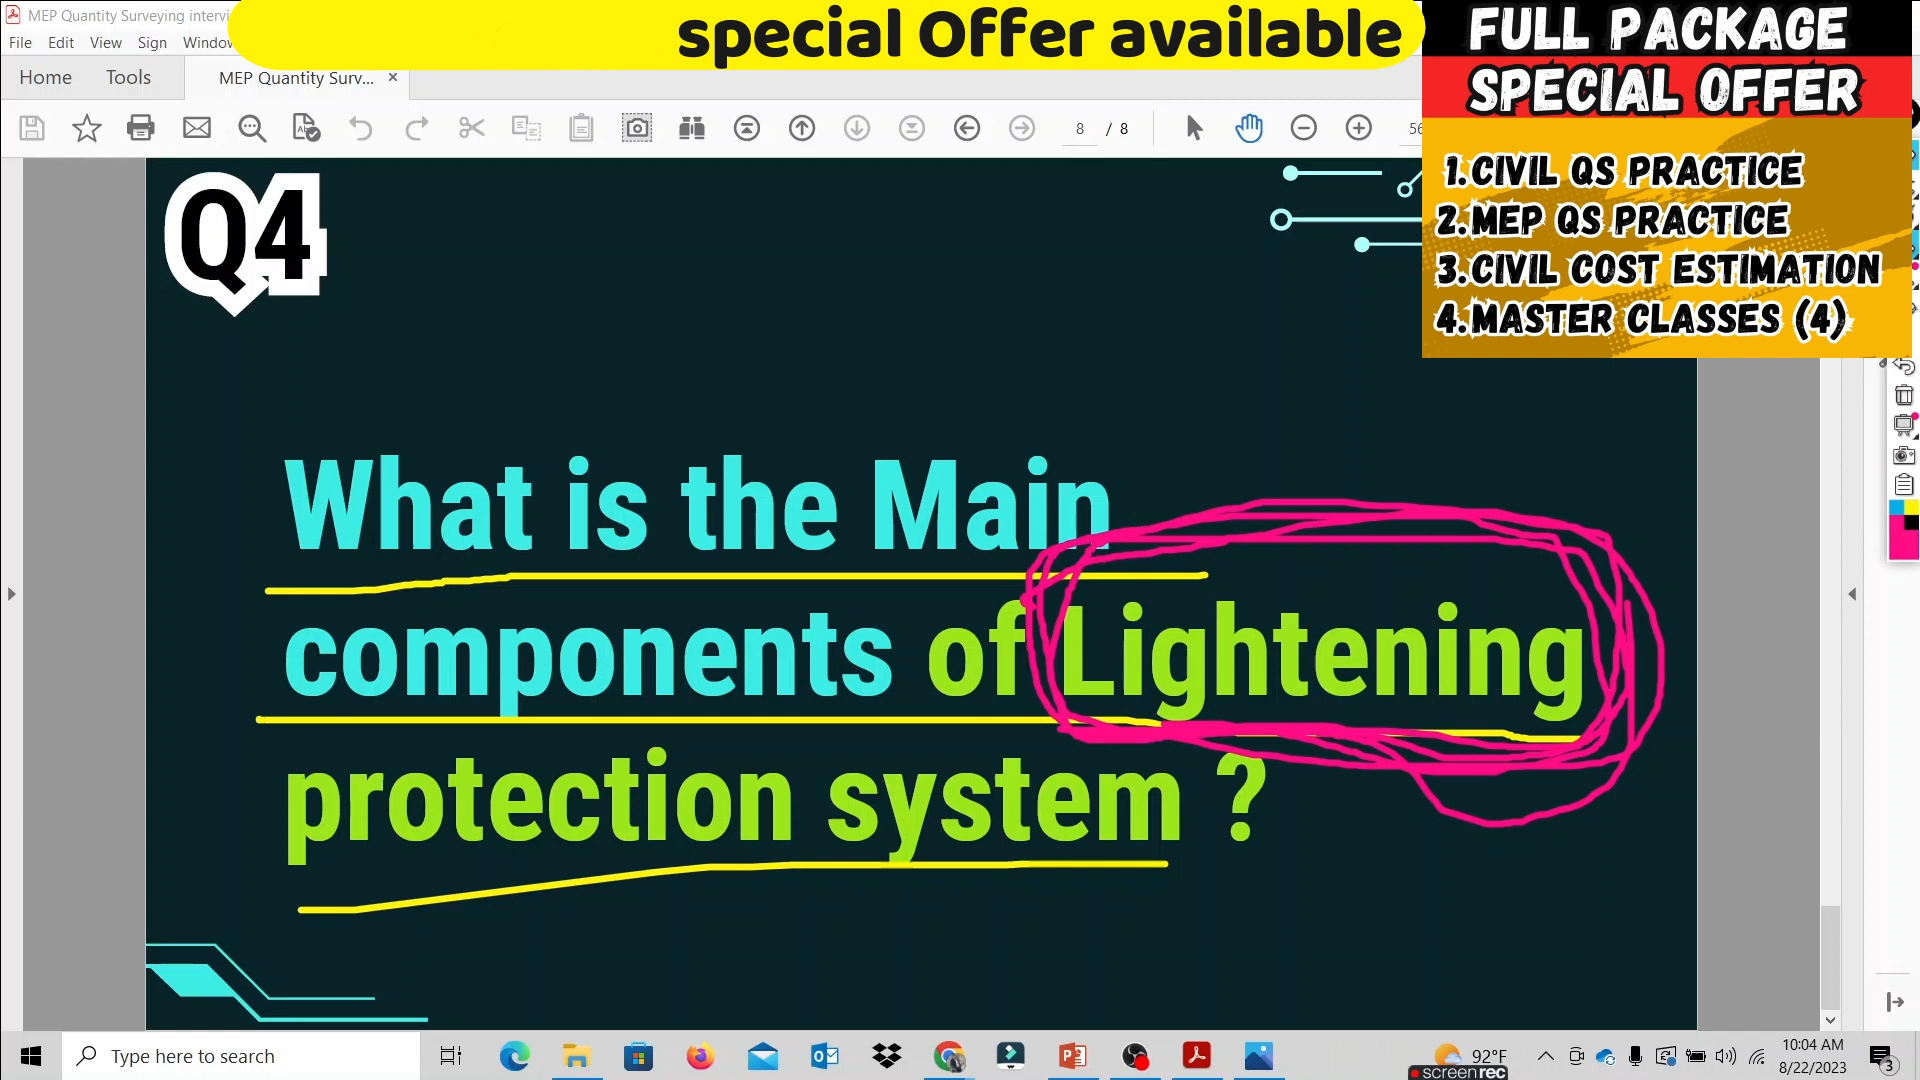 MEP Quantity Surveying intervi
special Offer available
FULL PACKAGE
SPECIAL OFFER
1.CIVIL QS PRACTICE
2.MEP QS PRACTICE
3.CIVIL COST ESTIMATION
4.MASTER CLASSES (4)
File Edit View Sign Window
Home Tools MEP Quantity Surv... ×
8 / 8 56
Q4
What is the Main
components of Lightening
protection system ?
Type here to search
92°F
screenrec
10:04 AM
8/22/2023
3